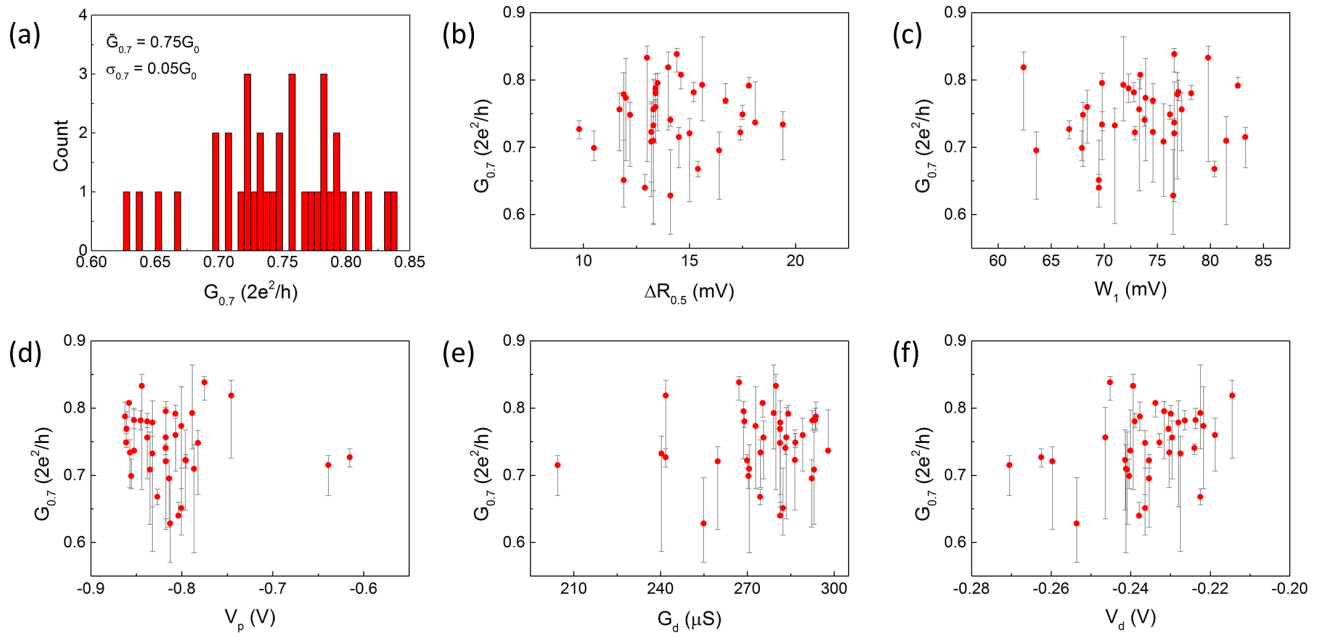 (a)
4
3
2
1
0
Count
Ḡ0.7 = 0.75G0
σ0.7 = 0.05G0
0.60 0.65 0.70 0.75 0.80 0.85
G0.7 (2e²/h)
(b)
0.9
0.8
0.7
0.6
G0.7 (2e²/h)
10 15 20
ΔR0.5 (mV)
(c)
0.9
0.8
0.7
0.6
G0.7 (2e²/h)
60 65 70 75 80 85
W1 (mV)
(d)
0.9
0.8
0.7
0.6
G0.7 (2e²/h)
-0.9 -0.8 -0.7 -0.6
Vp (V)
(e)
0.9
0.8
0.7
0.6
G0.7 (2e²/h)
210 240 270 300
Gd (μS)
(f)
0.9
0.8
0.7
0.6
G0.7 (2e²/h)
-0.28 -0.26 -0.24 -0.22 -0.20
Vd (V)